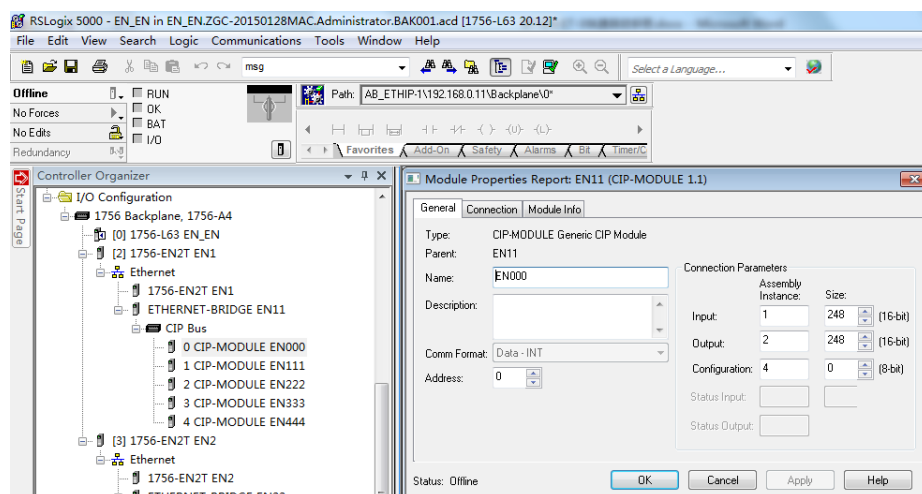 RSLogix 5000 - EN_EN in EN_EN.ZGC-20150128MAC.Administrator.BAK001.acd [1756-L63 20.12]*
File Edit View Search Logic Communications Tools Window Help
msg
Select a Language...
Offline
RUN
Path: AB_ETHIP-1\192.168.0.11\Backplane\0*
No Forces
OK
No Edits
BAT
Redundancy
I/O
Favorites Add-On Safety Alarms Bit Timer/C
Start Page
Controller Organizer
I/O Configuration
1756 Backplane, 1756-A4
[0] 1756-L63 EN_EN
[2] 1756-EN2T EN1
Ethernet
1756-EN2T EN1
ETHERNET-BRIDGE EN11
CIP Bus
0 CIP-MODULE EN000
1 CIP-MODULE EN111
2 CIP-MODULE EN222
3 CIP-MODULE EN333
4 CIP-MODULE EN444
[3] 1756-EN2T EN2
Ethernet
1756-EN2T EN2
Module Properties Report: EN11 (CIP-MODULE 1.1)
General Connection Module Info
Type: CIP-MODULE Generic CIP Module
Parent: EN11
Name: EN000
Description:
Comm Format: Data - INT
Address: 0
Connection Parameters
Assembly
Instance: Size:
Input: 1 248 (16-bit)
Output: 2 248 (16-bit)
Configuration: 4 0 (8-bit)
Status Input:
Status Output:
Status: Offline
OK Cancel Apply Help